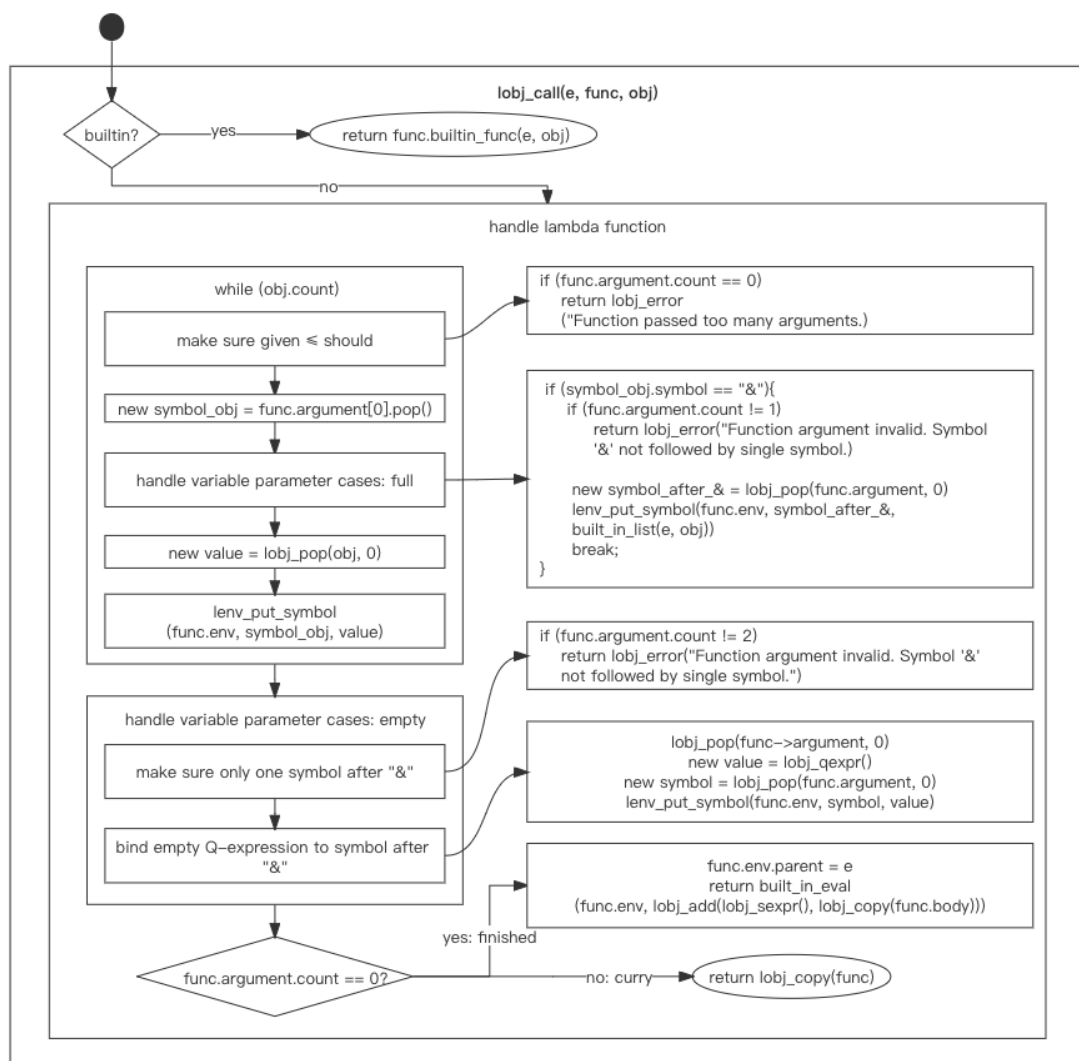 lobj_call(e, func, obj)
builtin?
yes
return func.builtin_func(e, obj)
no
handle lambda function
while (obj.count)
make sure given ≤ should
new symbol_obj = func.argument[0].pop()
handle variable parameter cases: full
new value = lobj_pop(obj, 0)
lenv_put_symbol
(func.env, symbol_obj, value)
if (func.argument.count == 0)
return lobj_error
("Function passed too many arguments.)
if (symbol_obj.symbol == "&"){
if (func.argument.count != 1)
return lobj_error("Function argument invalid. Symbol
'&' not followed by single symbol.)
new symbol_after_& = lobj_pop(func.argument, 0)
lenv_put_symbol(func.env, symbol_after_&,
built_in_list(e, obj))
break;
}
handle variable parameter cases: empty
make sure only one symbol after "&"
bind empty Q-expression to symbol after
"&"
if (func.argument.count != 2)
return lobj_error("Function argument invalid. Symbol '&'
not followed by single symbol.")
lobj_pop(func->argument, 0)
new value = lobj_qexpr()
new symbol = lobj_pop(func.argument, 0)
lenv_put_symbol(func.env, symbol, value)
func.env.parent = e
return built_in_eval
(func.env, lobj_add(lobj_sexpr(), lobj_copy(func.body)))
yes: finished
func.argument.count == 0?
no: curry
return lobj_copy(func)